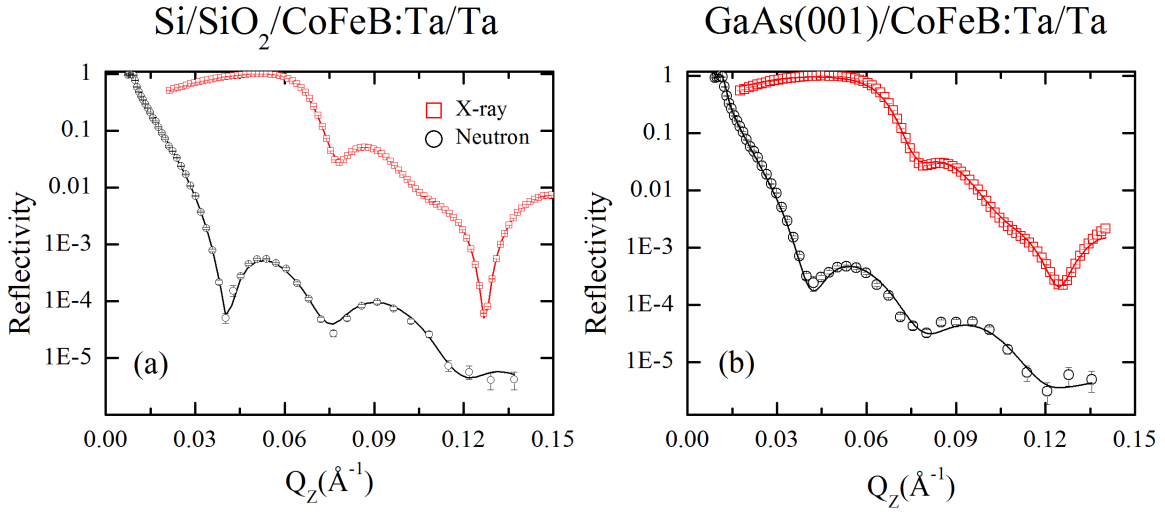 Si/SiO₂/CoFeB:Ta/Ta
GaAs(001)/CoFeB:Ta/Ta
1
0.1
0.01
1E-3
1E-4
1E-5
Reflectivity
X-ray
Neutron
(a)
0.00
0.03
0.06
0.09
0.12
0.15
Q_Z(Å⁻¹)
1
0.1
0.01
1E-3
1E-4
1E-5
Reflectivity
(b)
0.00
0.03
0.06
0.09
0.12
0.15
Q_Z(Å⁻¹)